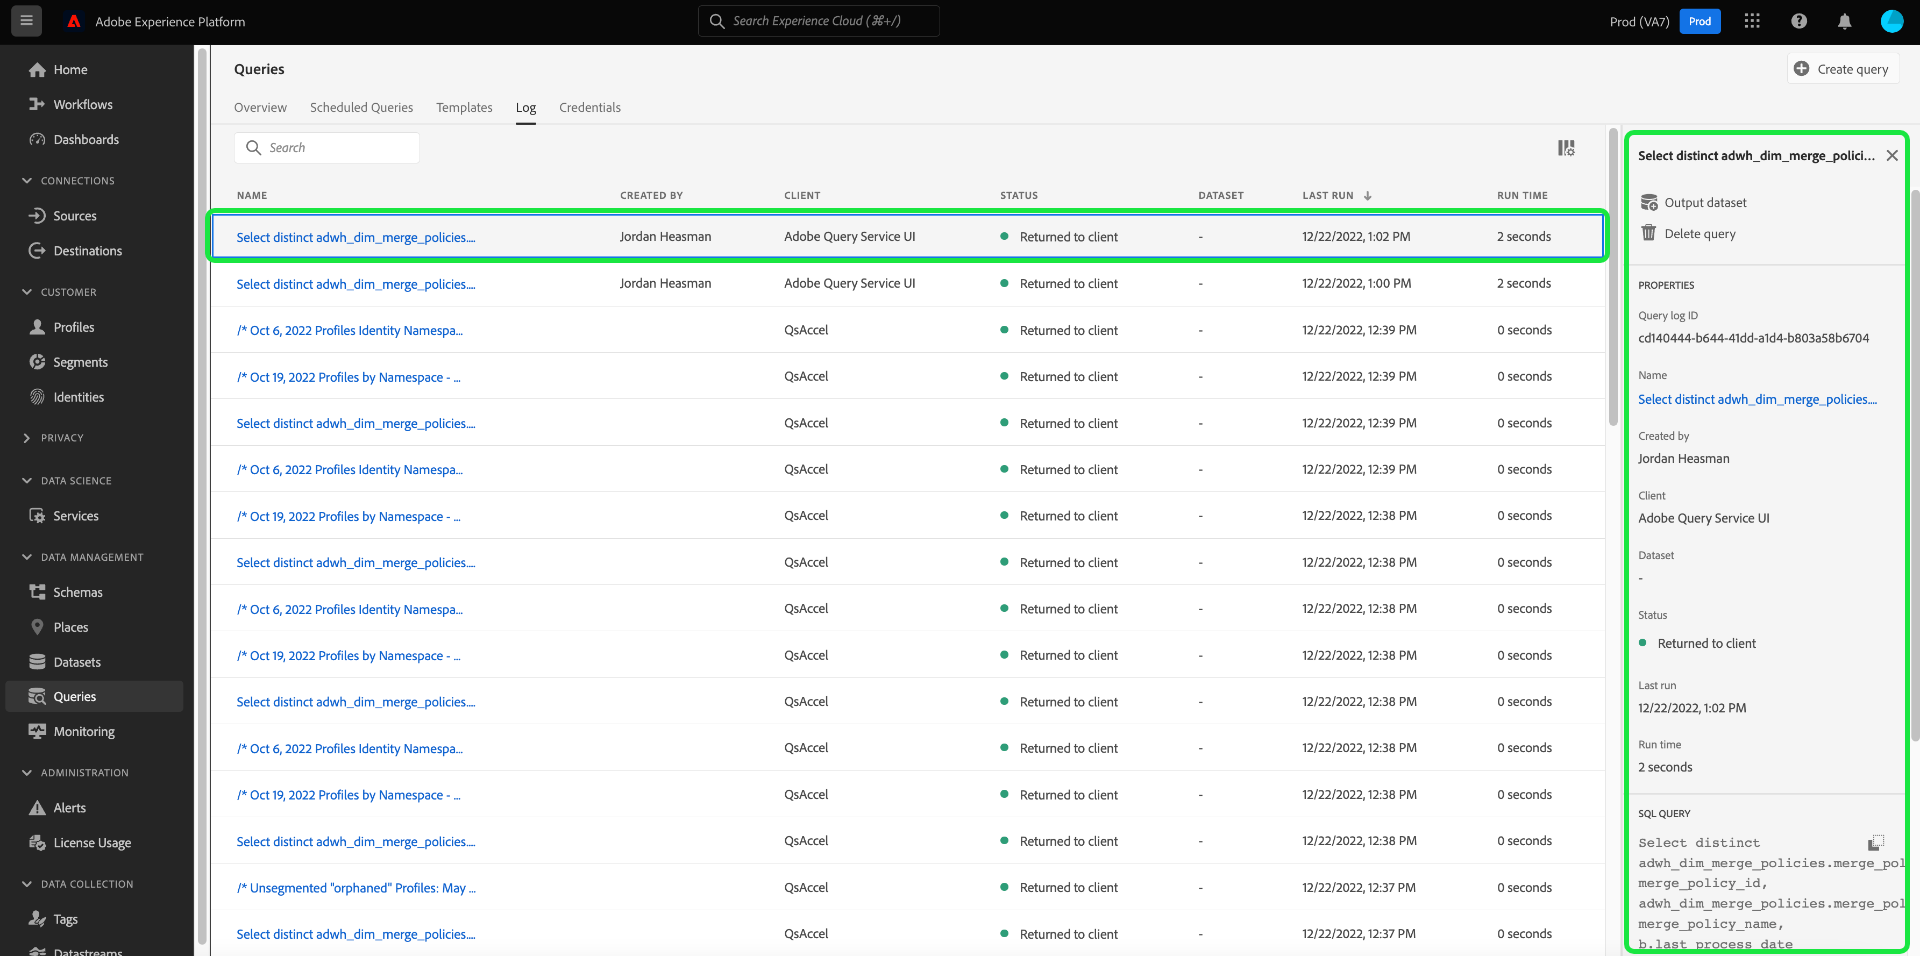 Adobe Experience Platform
Search Experience Cloud (⌘+/)
Prod (VA7)
Prod
Home
Workflows
Dashboards
CONNECTIONS
Sources
Destinations
CUSTOMER
Profiles
Segments
Identities
PRIVACY
DATA SCIENCE
Services
DATA MANAGEMENT
Schemas
Places
Datasets
Queries
Monitoring
ADMINISTRATION
Alerts
License Usage
DATA COLLECTION
Tags
Datastreams
Queries
Create query
Overview Scheduled Queries Templates Log Credentials
Search
NAME CREATED BY CLIENT STATUS DATASET LAST RUN ↓ RUN TIME
Select distinct adwh_dim_merge_policies.... Jordan Heasman Adobe Query Service UI Returned to client - 12/22/2022, 1:02 PM 2 seconds
Select distinct adwh_dim_merge_policies.... Jordan Heasman Adobe Query Service UI Returned to client - 12/22/2022, 1:00 PM 2 seconds
/* Oct 6, 2022 Profiles Identity Namespa... QsAccel Returned to client - 12/22/2022, 12:39 PM 0 seconds
/* Oct 19, 2022 Profiles by Namespace - ... QsAccel Returned to client - 12/22/2022, 12:39 PM 0 seconds
Select distinct adwh_dim_merge_policies.... QsAccel Returned to client - 12/22/2022, 12:39 PM 0 seconds
/* Oct 6, 2022 Profiles Identity Namespa... QsAccel Returned to client - 12/22/2022, 12:39 PM 0 seconds
/* Oct 19, 2022 Profiles by Namespace - ... QsAccel Returned to client - 12/22/2022, 12:38 PM 0 seconds
Select distinct adwh_dim_merge_policies.... QsAccel Returned to client - 12/22/2022, 12:38 PM 0 seconds
/* Oct 6, 2022 Profiles Identity Namespa... QsAccel Returned to client - 12/22/2022, 12:38 PM 0 seconds
/* Oct 19, 2022 Profiles by Namespace - ... QsAccel Returned to client - 12/22/2022, 12:38 PM 0 seconds
Select distinct adwh_dim_merge_policies.... QsAccel Returned to client - 12/22/2022, 12:38 PM 0 seconds
/* Oct 6, 2022 Profiles Identity Namespa... QsAccel Returned to client - 12/22/2022, 12:38 PM 0 seconds
/* Oct 19, 2022 Profiles by Namespace - ... QsAccel Returned to client - 12/22/2022, 12:38 PM 0 seconds
Select distinct adwh_dim_merge_policies.... QsAccel Returned to client - 12/22/2022, 12:38 PM 0 seconds
/* Unsegmented "orphaned" Profiles: May ... QsAccel Returned to client - 12/22/2022, 12:37 PM 0 seconds
Select distinct adwh_dim_merge_policies.... QsAccel Returned to client - 12/22/2022, 12:37 PM 0 seconds
Select distinct adwh_dim_merge_polici...
Output dataset
Delete query
PROPERTIES
Query log ID
cd140444-b644-41dd-a1d4-b803a58b6704
Name
Select distinct adwh_dim_merge_policies....
Created by
Jordan Heasman
Client
Adobe Query Service UI
Dataset
-
Status
Returned to client
Last run
12/22/2022, 1:02 PM
Run time
2 seconds
SQL QUERY
Select distinct
adwh_dim_merge_policies.merge_pol
merge_policy_id,
adwh_dim_merge_policies.merge_pol
merge_policy_name,
b.last_process_date